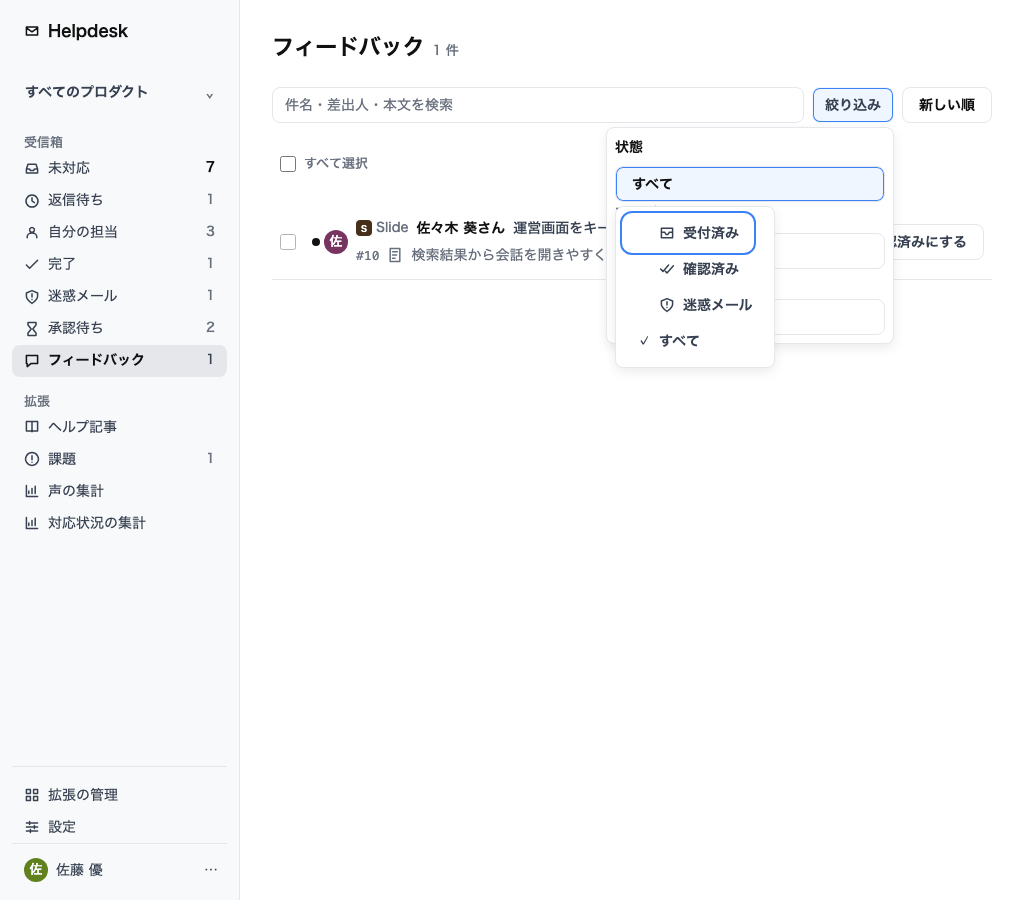 Helpdesk
すべてのプロダクト
受信箱
未対応 7
返信待ち 2
自分の担当 3
完了 1
迷惑メール 1
承認待ち 2
フィードバック 1
拡張
ヘルプ記事
課題 1
声の集計
対応状況の集計
拡張の管理
設定
佐 佐藤 優 …
フィードバック 1 件
件名・差出人・本文を検索 絞り込み 新しい順
すべて選択
佐 S Slide 佐々木 葵さん 運営画面をキー
#10 検索結果から会話を開きやすく
済みにする
状態
すべて
受付済み
確認済み
迷惑メール
✓ すべて